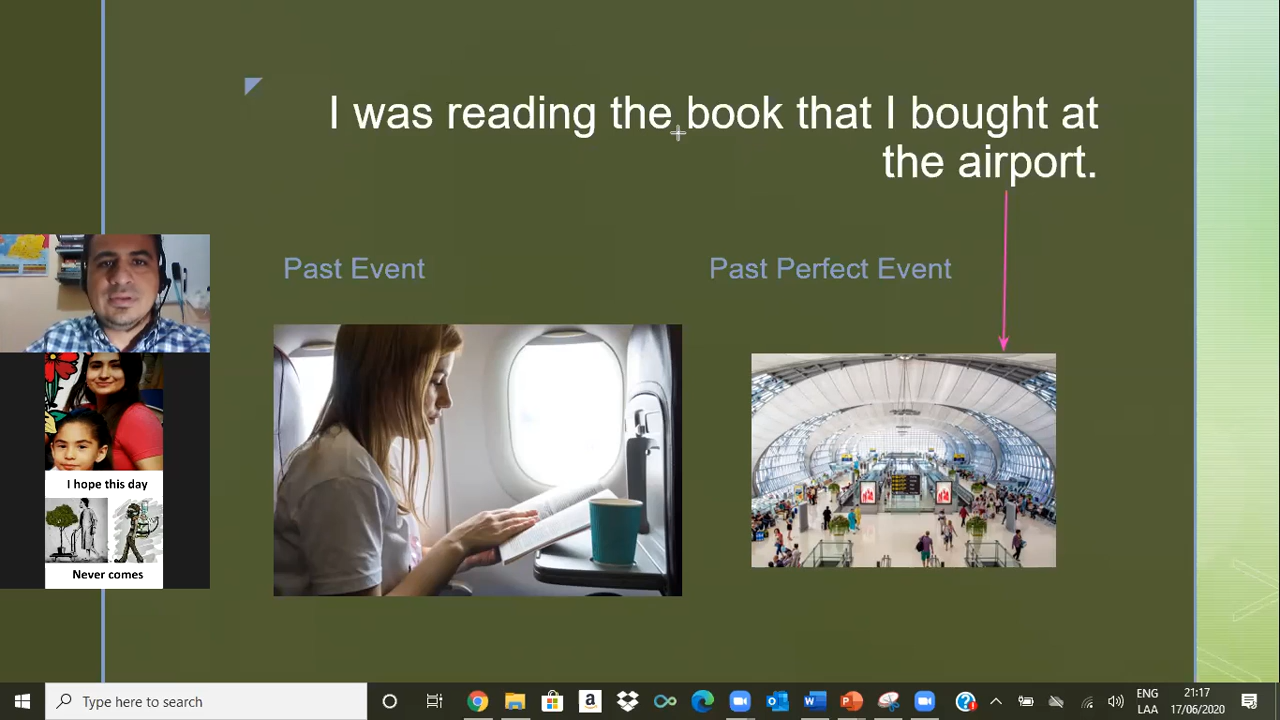 I was reading the book that I bought at
the airport.
Past Event
Past Perfect Event
I hope this day
Never comes
Type here to search
ENG
LAA
21:17
17/06/2020